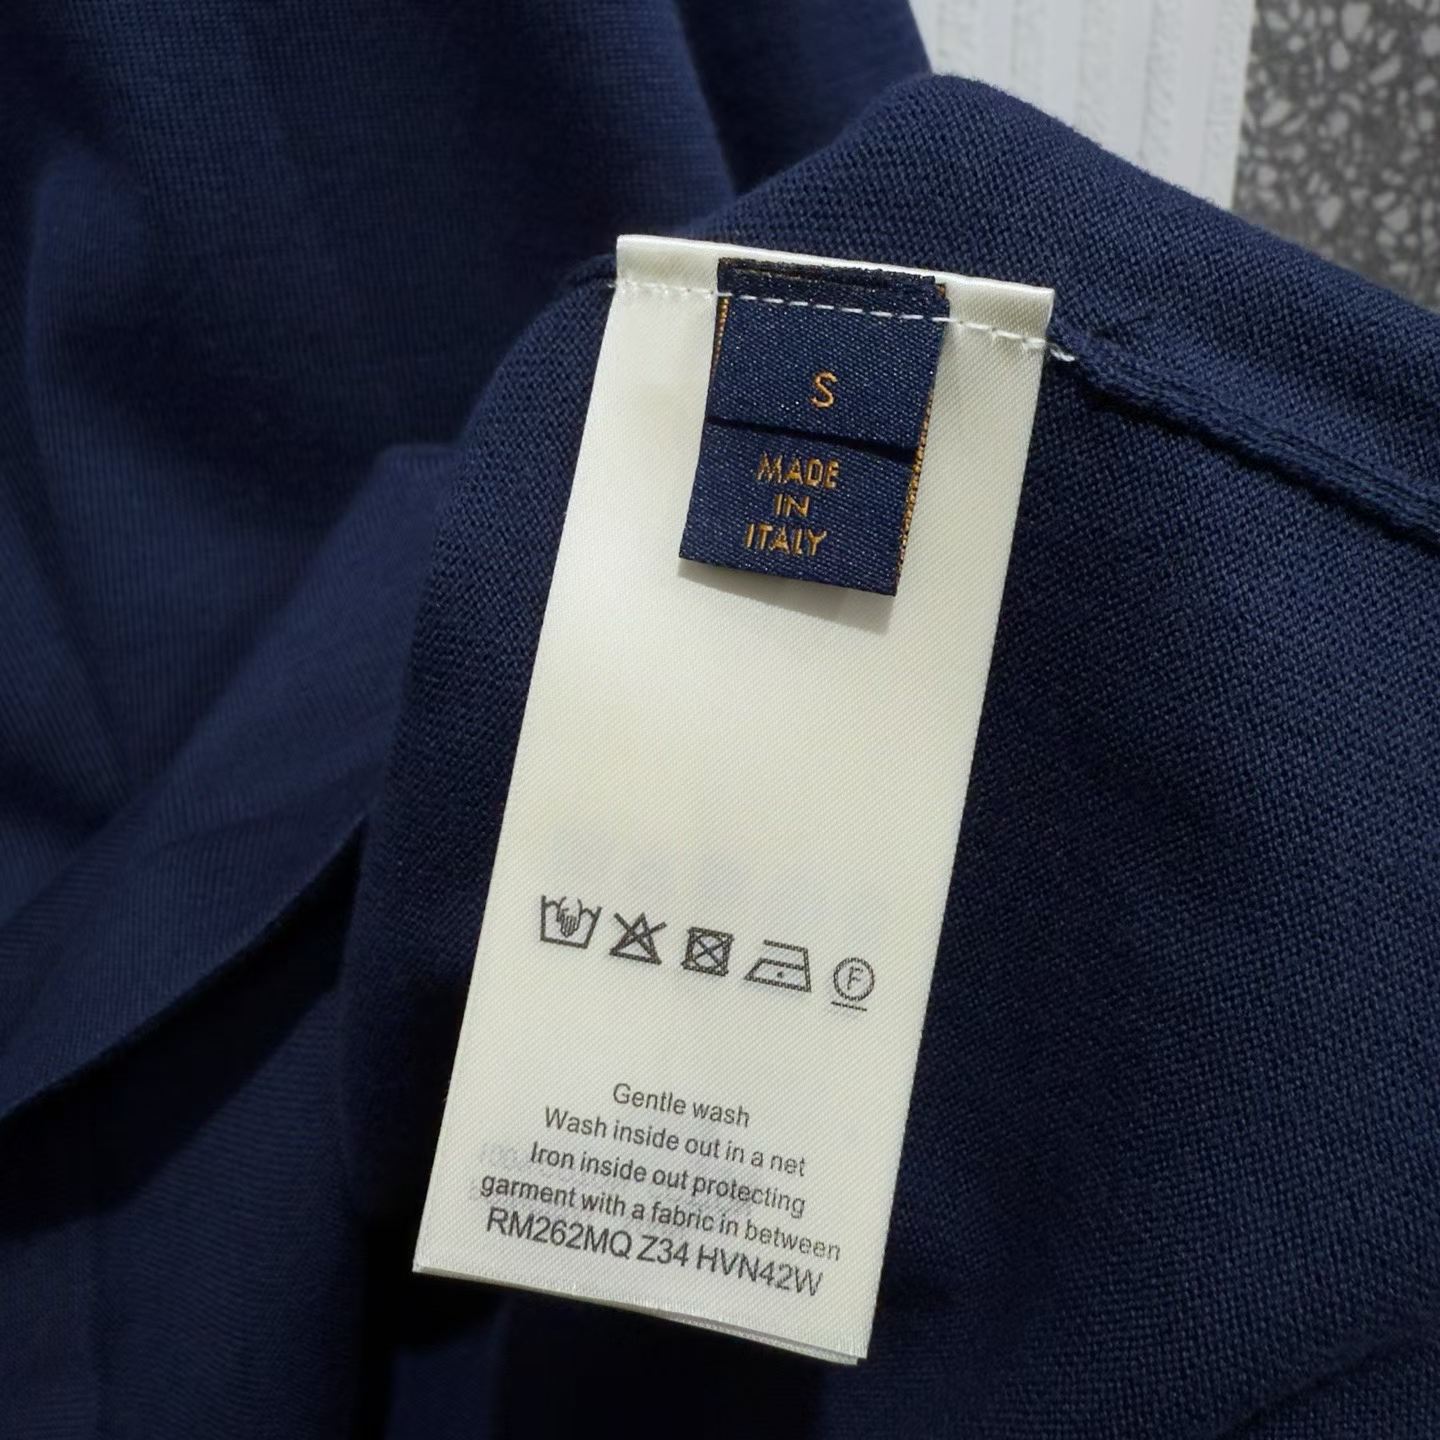 S
MADE
IN
ITALY
F
Gentle wash
Wash inside out in a net
Iron inside out protecting
garment with a fabric in between
RM262MQ Z34 HVN42W